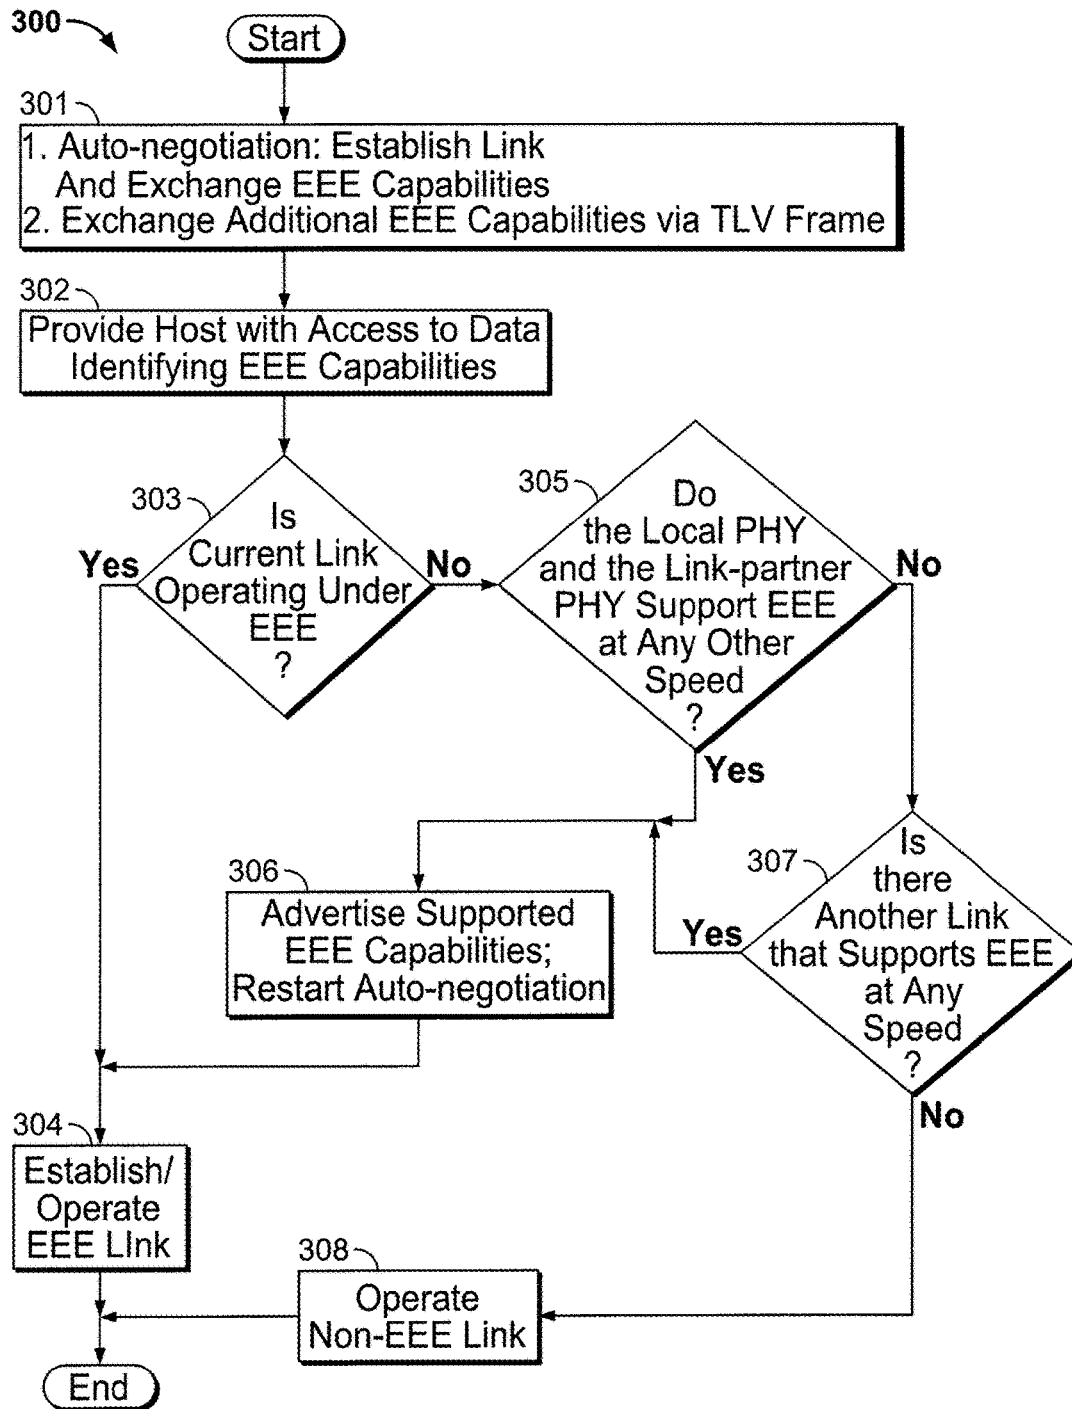 300
Start
301
1. Auto-negotiation: Establish Link
And Exchange EEE Capabilities
2. Exchange Additional EEE Capabilities via TLV Frame
302
Provide Host with Access to Data
Identifying EEE Capabilities
303
Is
Current Link
Operating Under
EEE
?
Yes
No
305
Do
the Local PHY
and the Link-partner
PHY Support EEE
at Any Other
Speed
?
No
Yes
307
Is
there
Another Link
that Supports EEE
at Any
Speed
?
Yes
No
306
Advertise Supported
EEE Capabilities;
Restart Auto-negotiation
304
Establish/
Operate
EEE LInk
308
Operate
Non-EEE Link
End